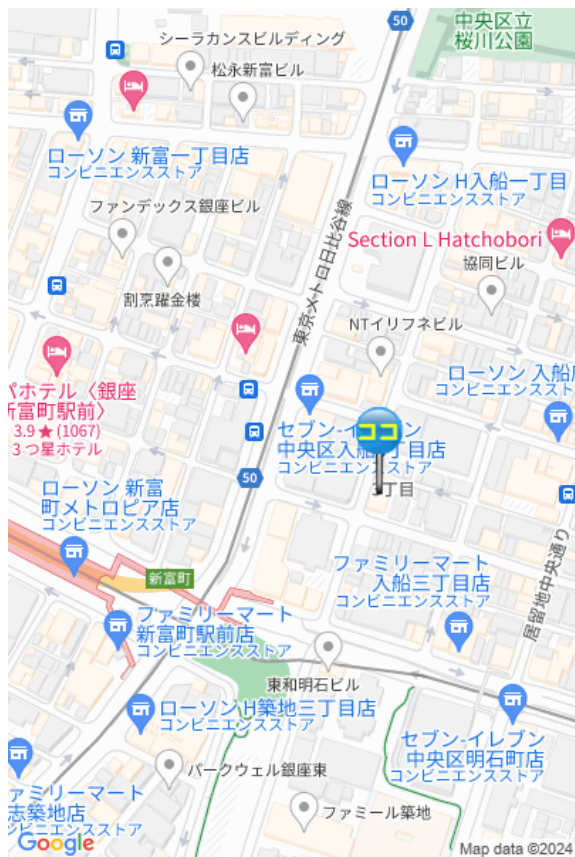 50
中央区立
桜川公園
シーラカンスビルディング
松永新富ビル
ローソン 新富一丁目店
コンビニエンスストア
ローソン H入船一丁目
コンビニエンスストア
ファンデックス銀座ビル
東京メトロ日比谷線
Section L Hatchobori
協同ビル
割烹躍金楼
NTイリフネビル
ローソン 入船
コンビニエンス
パホテル〈銀座
新富町駅前〉
3.9★(1067)
3 つ星ホテル
セブン-イレブン
中央区入船 丁目店
コンビニエンスストア
ココ
3丁目
50
ローソン 新富
町メトロピア店
コンビニエンスストア
新富町
ファミリーマート
入船三丁目店
コンビニエンスストア
居留地中央通り
ファミリーマート
新富町駅前店
コンビニエンスストア
東和明石ビル
ローソン H築地三丁目店
コンビニエンスストア
セブン-イレブン
中央区明石町店
コンビニエンスストア
パークウェル銀座東
ァミリーマート
志築地店
ンビニエンスストア
ファミール築地
Google
Map data ©2024